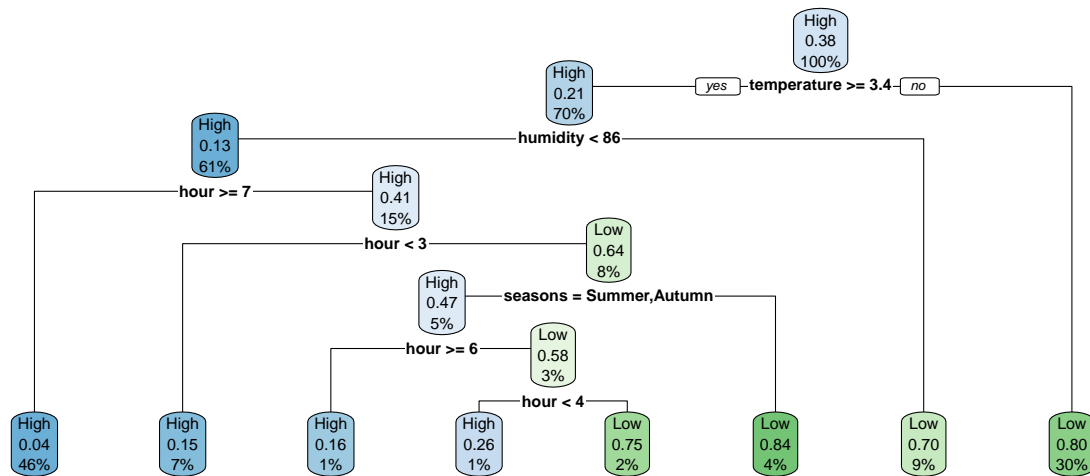 High
0.38
100%
yes
temperature >= 3.4
no
High
0.21
70%
humidity < 86
High
0.13
61%
hour >= 7
High
0.41
15%
hour < 3
Low
0.64
8%
seasons = Summer,Autumn
High
0.47
5%
hour >= 6
Low
0.58
3%
hour < 4
High
0.04
46%
High
0.15
7%
High
0.16
1%
High
0.26
1%
Low
0.75
2%
Low
0.84
4%
Low
0.70
9%
Low
0.80
30%